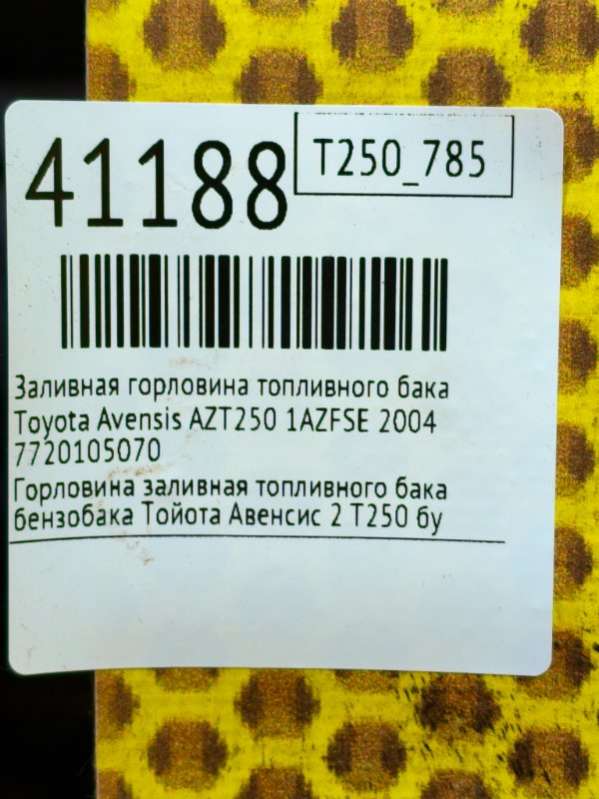 41188
T250_785
Заливная горловина топливного бака
Toyota Avensis AZT250 1AZFSE 2004
7720105070
Горловина заливная топливного бака
бензобака Тойота Авенсис 2 Т250 бу